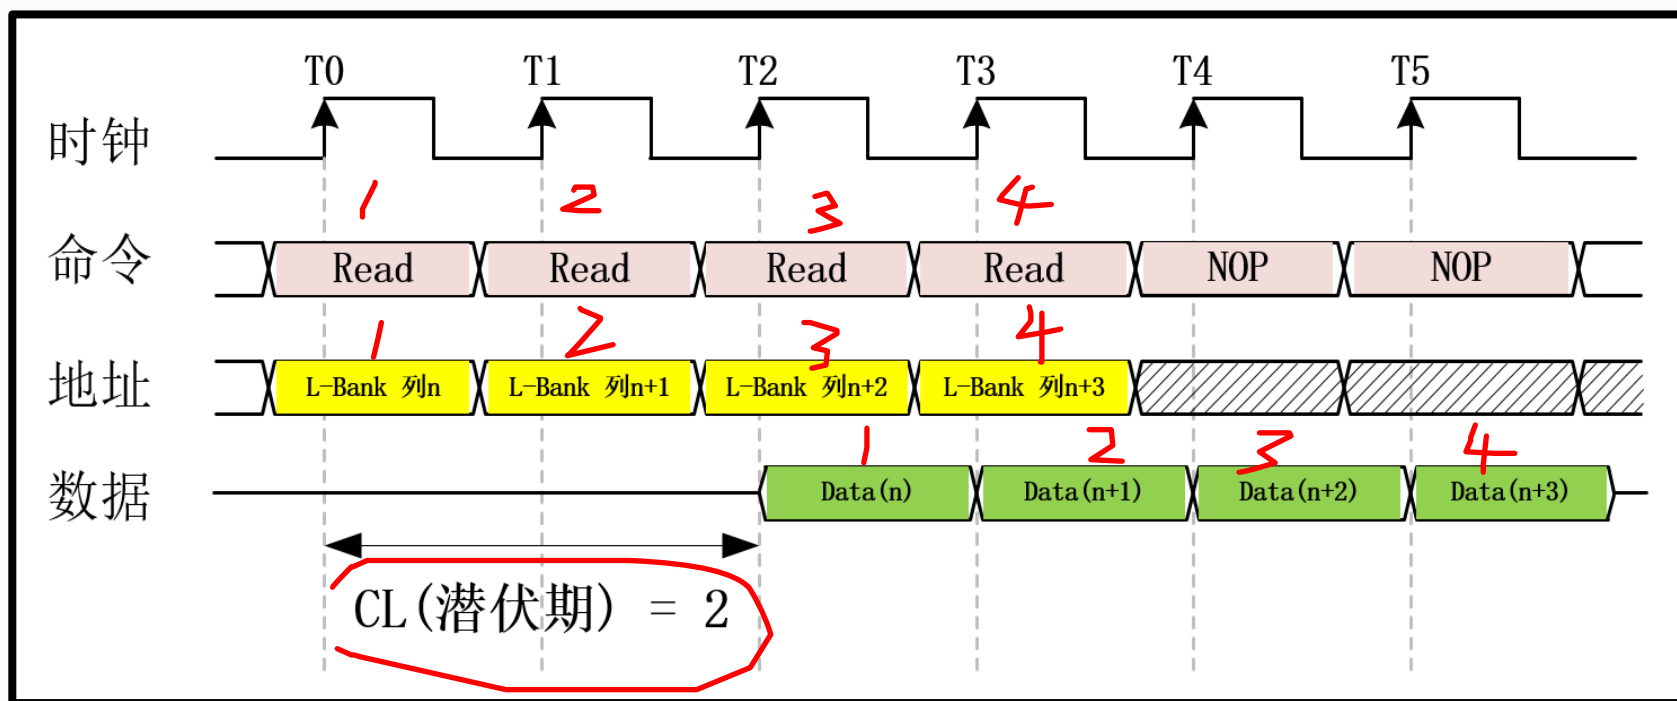 T0 T1 T2 T3 T4 T5
时钟
1 2 3 4
命令 Read Read Read Read NOP NOP
1 2 3 4
地址 L-Bank 列n L-Bank 列n+1 L-Bank 列n+2 L-Bank 列n+3
1 2 3 4
数据 Data(n) Data(n+1) Data(n+2) Data(n+3)
CL(潜伏期) = 2